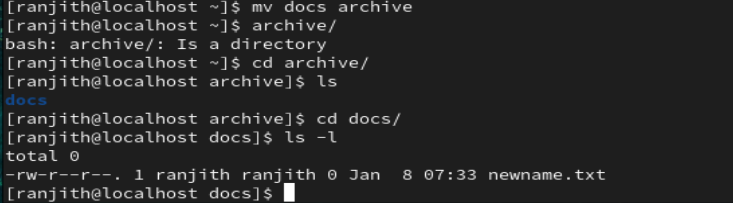 [ranjith@localhost ~]$ mv docs archive
[ranjith@localhost ~]$ archive/
bash: archive/: Is a directory
[ranjith@localhost ~]$ cd archive/
[ranjith@localhost archive]$ ls
docs
[ranjith@localhost archive]$ cd docs/
[ranjith@localhost docs]$ ls -l
total 0
-rw-r--r--. 1 ranjith ranjith 0 Jan  8 07:33 newname.txt
[ranjith@localhost docs]$